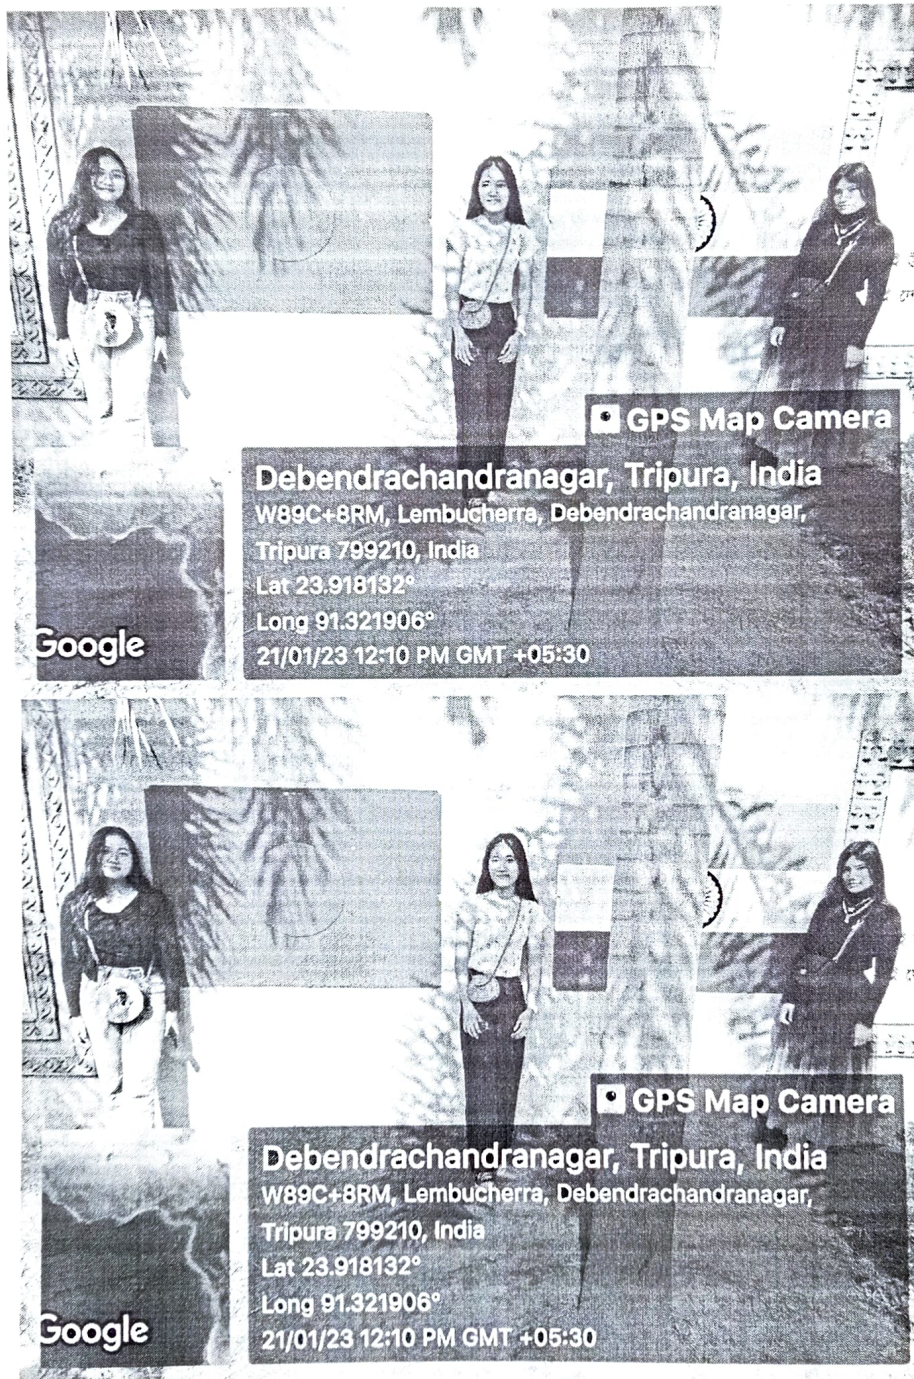 GPS Map Camera
Debendrachandranagar, Tripura, India
W89C+8RM, Lembucherra, Debendrachandranagar,
Tripura 799210, India
Lat 23.918132°
Long 91.321906°
21/01/23 12:10 PM GMT +05:30
Google
GPS Map Camera
Debendrachandranagar, Tripura, India
W89C+8RM, Lembucherra, Debendrachandranagar,
Tripura 799210, India
Lat 23.918132°
Long 91.321906°
21/01/23 12:10 PM GMT +05:30
Google